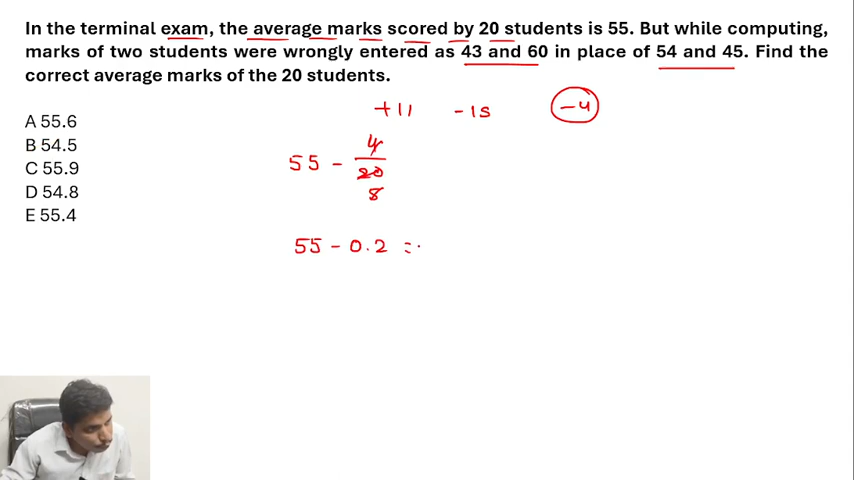 In the terminal exam, the average marks scored by 20 students is 55. But while computing,
marks of two students were wrongly entered as 43 and 60 in place of 54 and 45. Find the
correct average marks of the 20 students.
+11 -15 -4
A 55.6
B 54.5
C 55.9
D 54.8
E 55.4
55 - 4/20
5
55 - 0.2 =